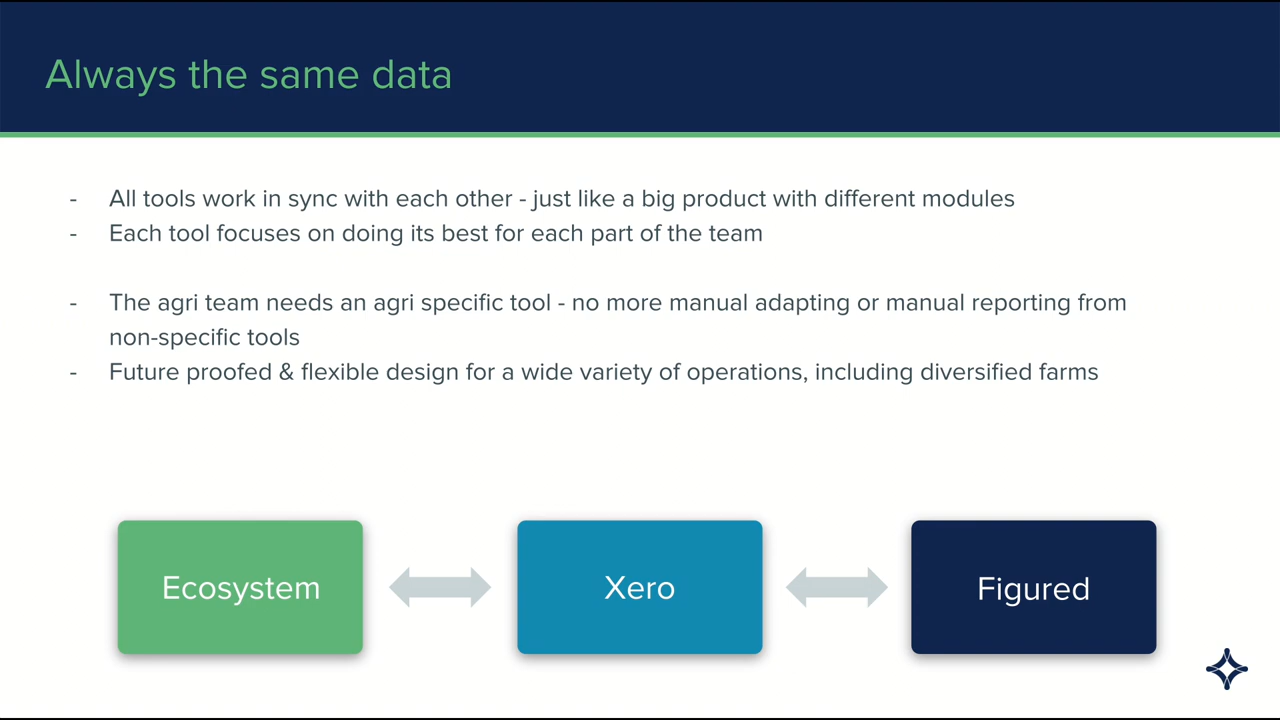 Always the same data
- All tools work in sync with each other - just like a big product with different modules
- Each tool focuses on doing its best for each part of the team
- The agri team needs an agri specific tool - no more manual adapting or manual reporting from
non-specific tools
- Future proofed & flexible design for a wide variety of operations, including diversified farms
Ecosystem
Xero
Figured